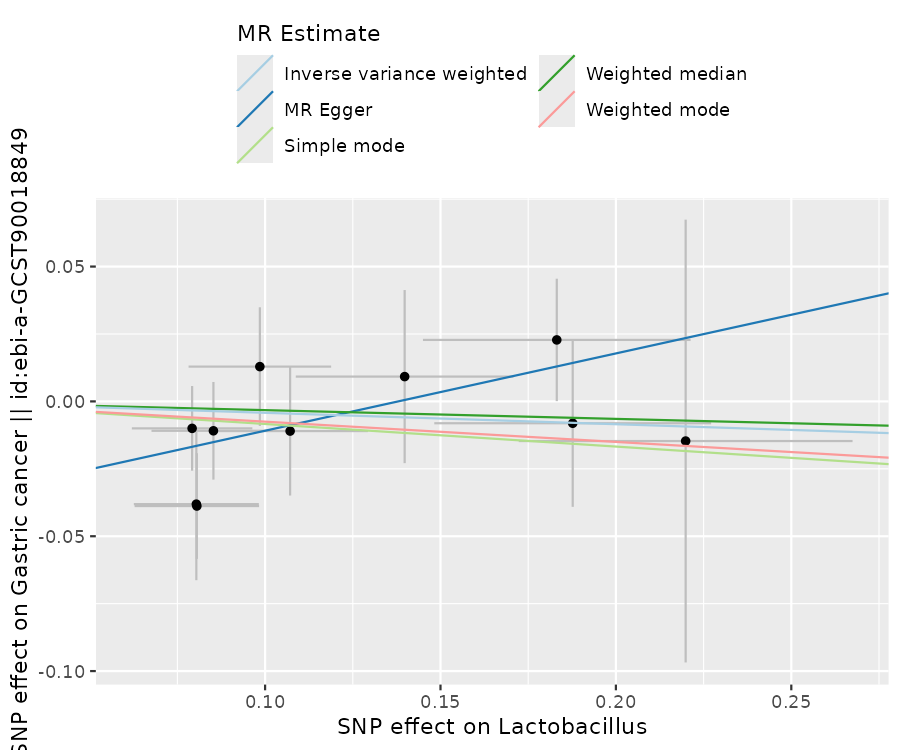 MR Estimate
Inverse variance weighted
Weighted median
MR Egger
Weighted mode
Simple mode
SNP effect on Gastric cancer || id:ebi-a-GCST90018849
0.05
0.00
-0.05
-0.10
0.10
0.15
0.20
0.25
SNP effect on Lactobacillus